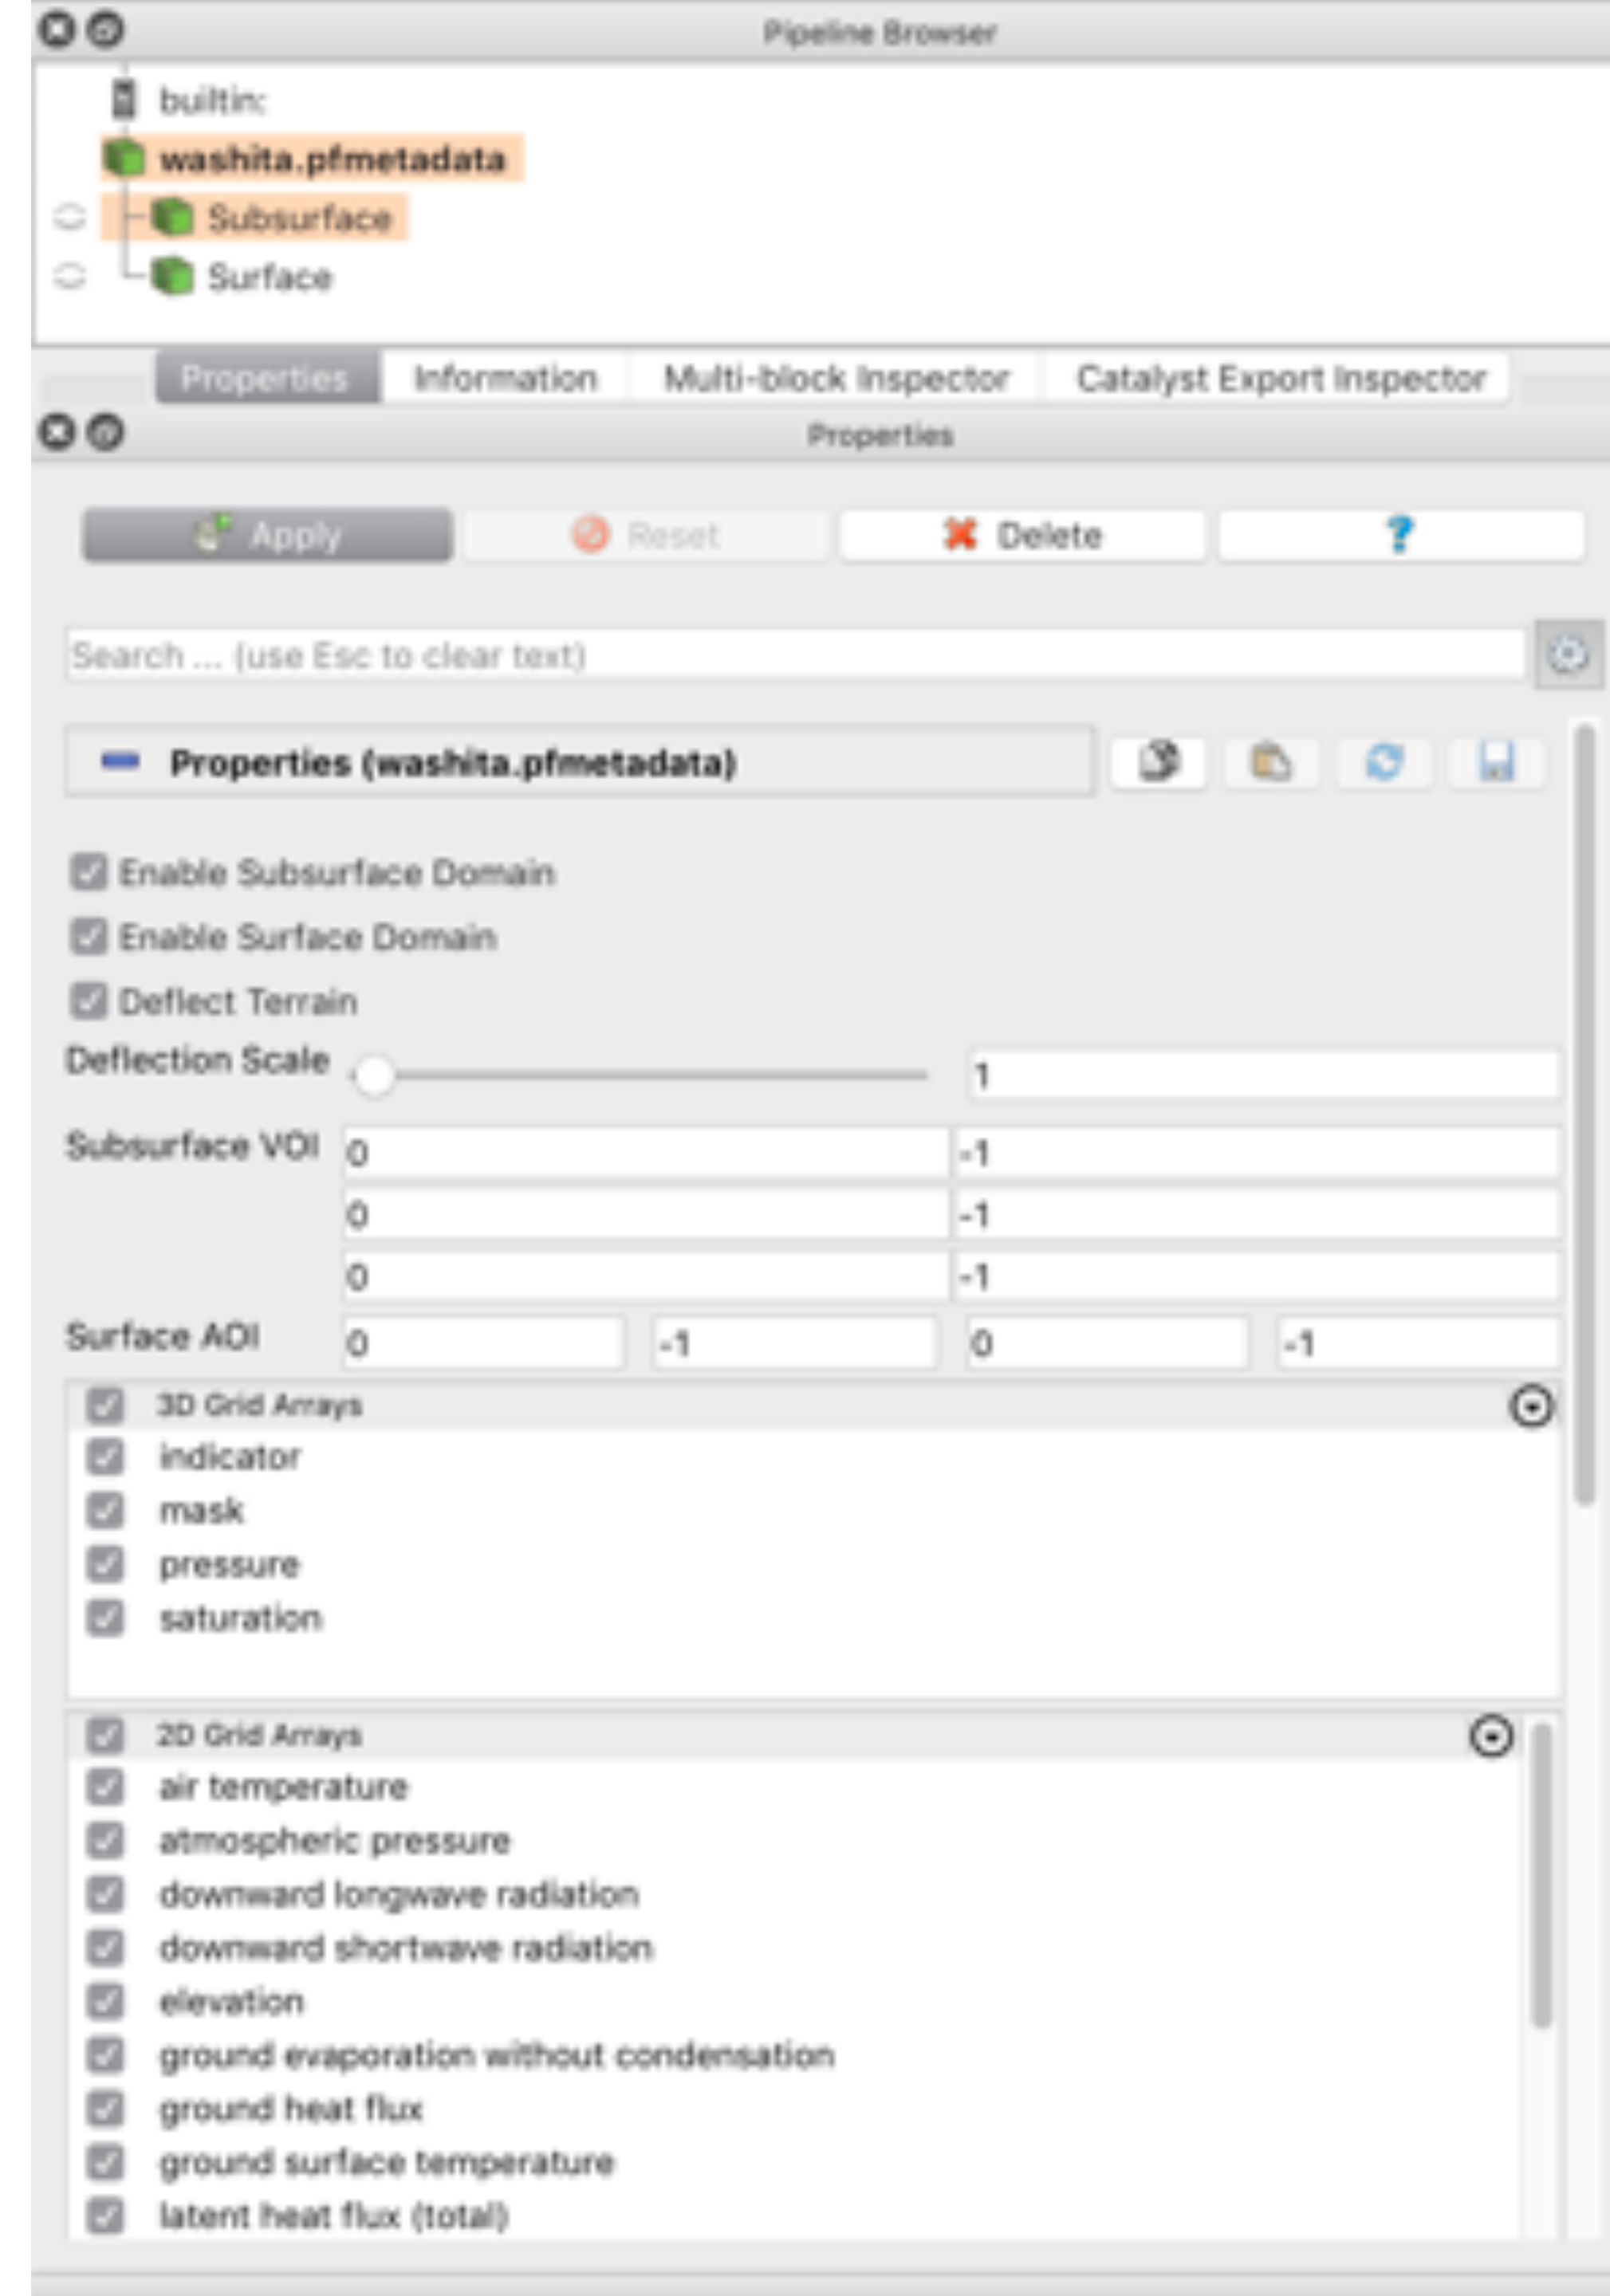 Pipeline Browser
builtin:
washita.pfmetadata
Subsurface
Surface
Properties Information Multi-block Inspector Catalyst Export Inspector
Properties
Apply Reset Delete ?
Search ... (use Esc to clear text)
Properties (washita.pfmetadata)
Enable Subsurface Domain
Enable Surface Domain
Deflect Terrain
Deflection Scale 1
Subsurface VOI 0 -1
0 -1
0 -1
Surface AOI 0 -1 0 -1
3D Grid Arrays
indicator
mask
pressure
saturation
2D Grid Arrays
air temperature
atmospheric pressure
downward longwave radiation
downward shortwave radiation
elevation
ground evaporation without condensation
ground heat flux
ground surface temperature
latent heat flux (total)